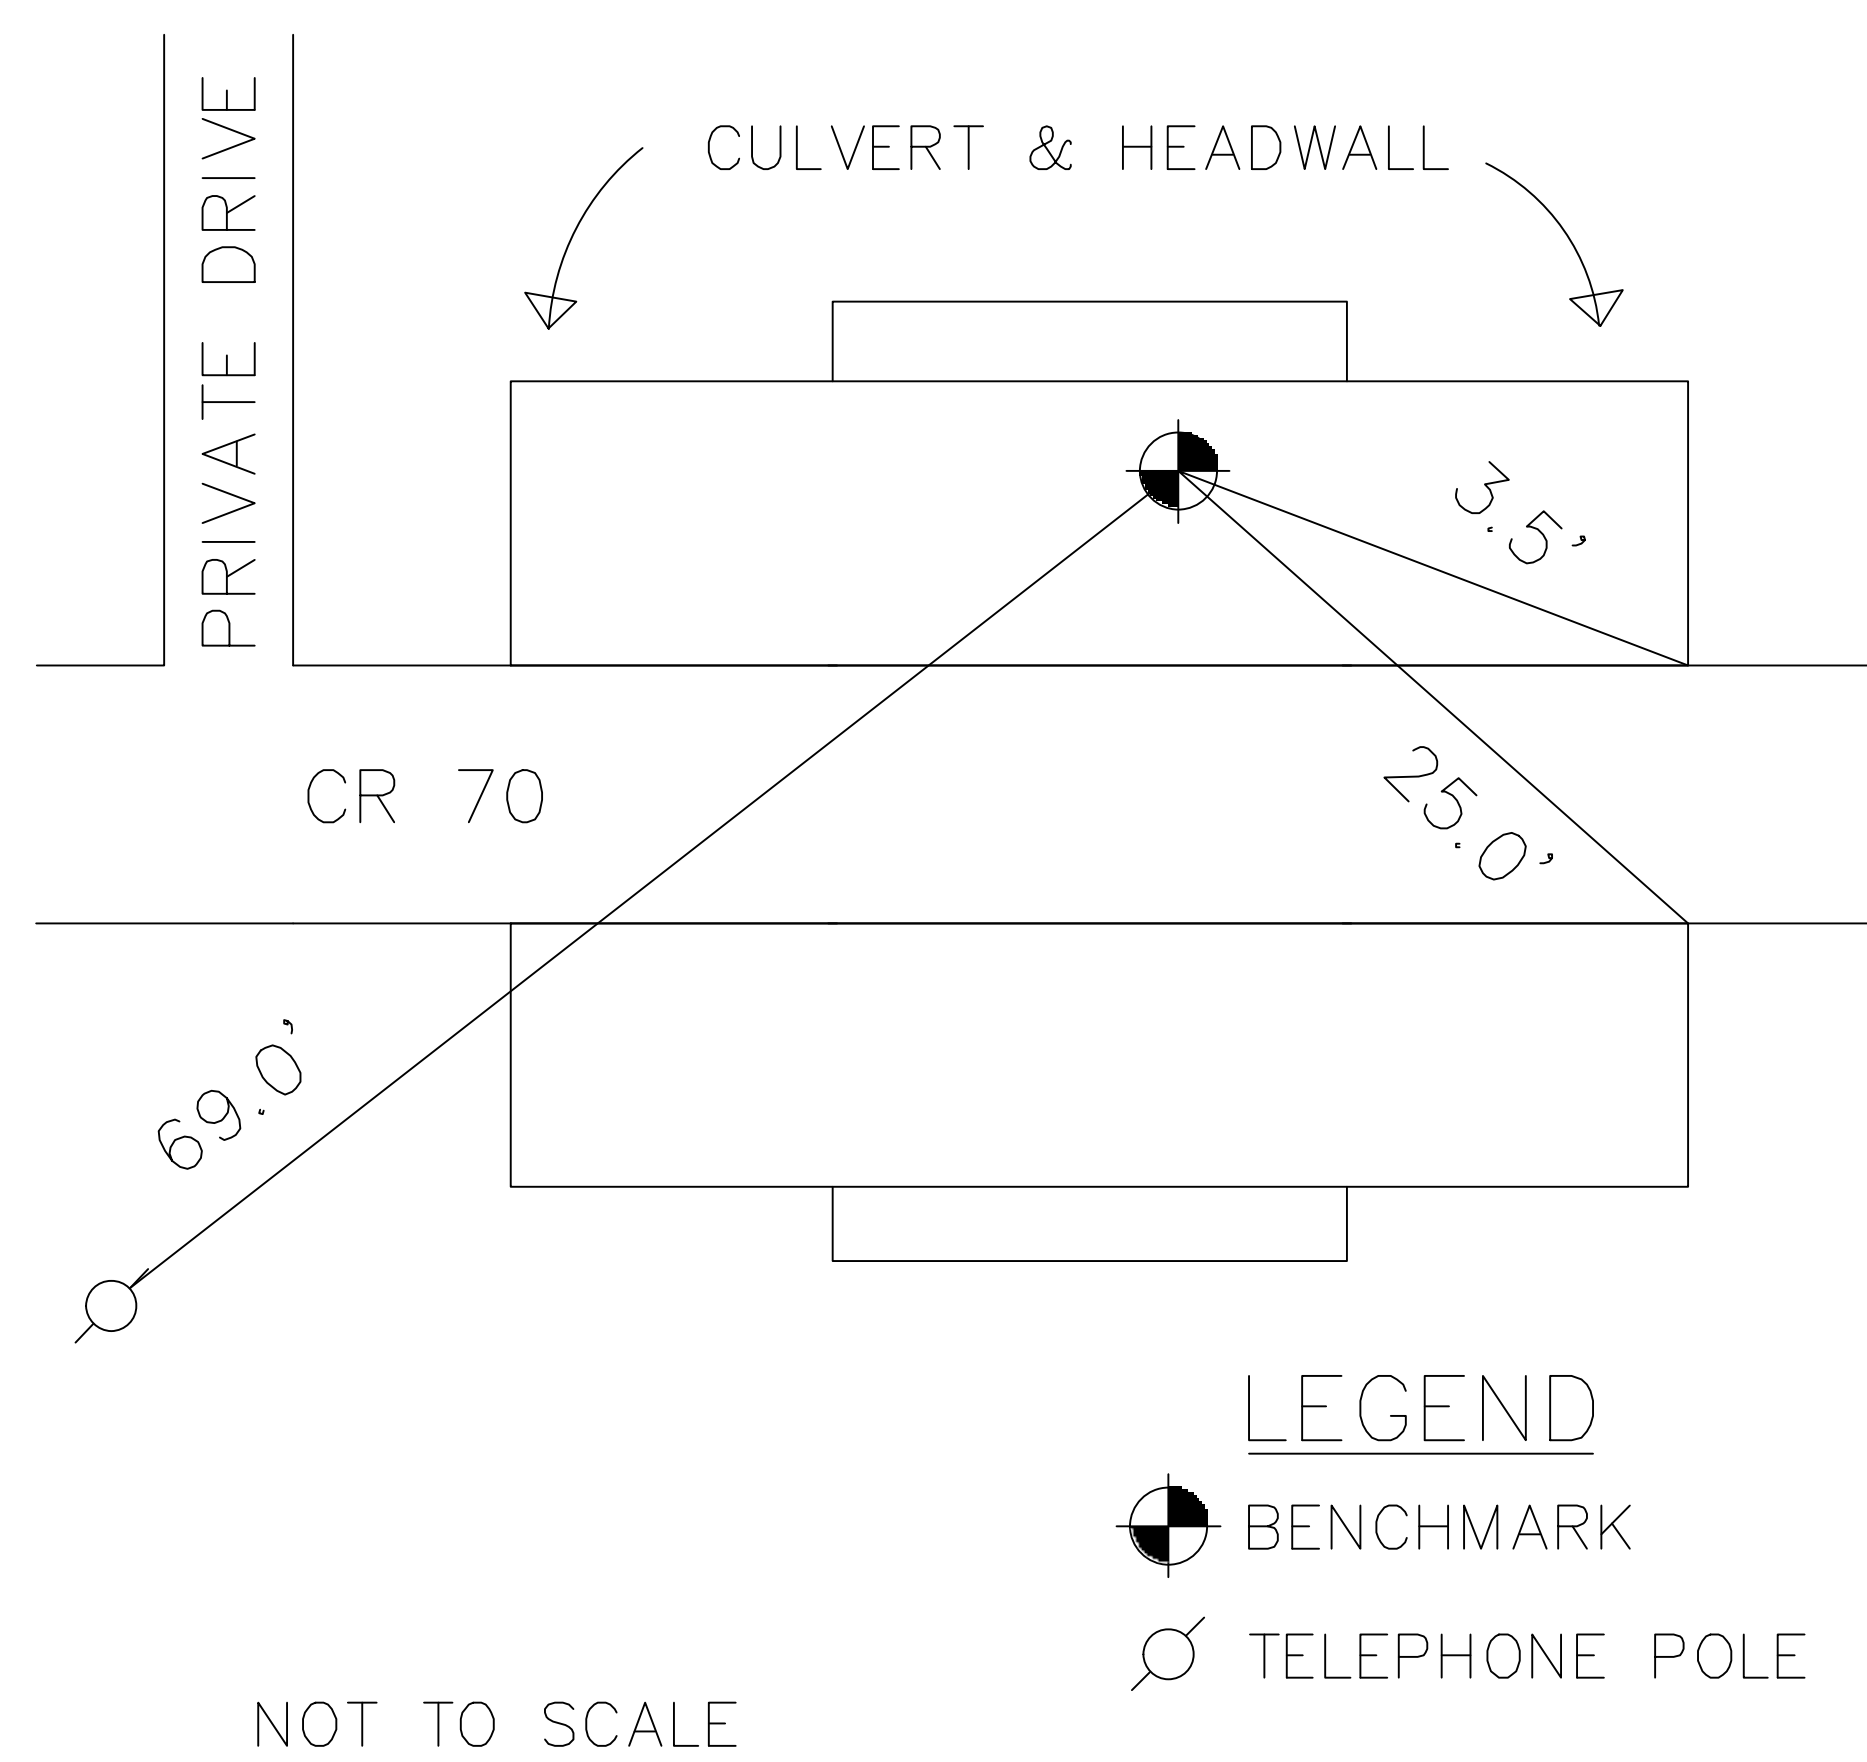 PRIVATE DRIVE
CULVERT & HEADWALL
3.5'
CR 70
25.0'
69.0'
LEGEND
BENCHMARK
TELEPHONE POLE
NOT TO SCALE